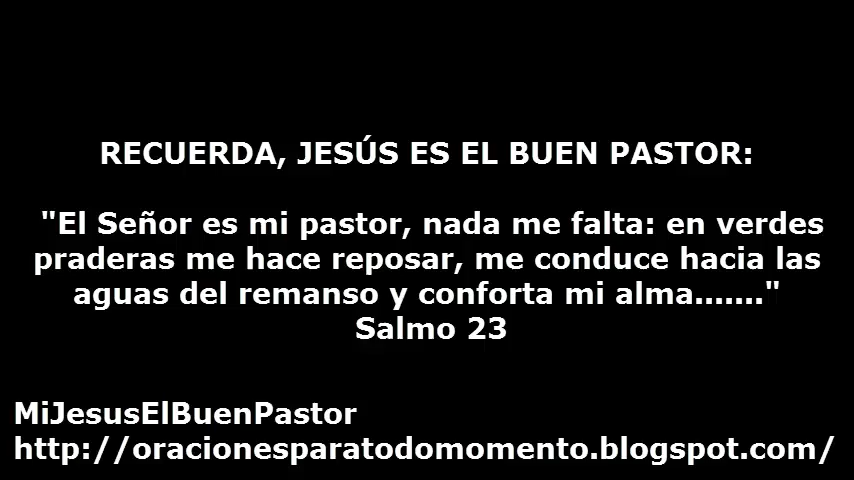 RECUERDA, JESÚS ES EL BUEN PASTOR:
"El Señor es mi pastor, nada me falta: en verdes
praderas me hace reposar, me conduce hacia las
aguas del remanso y conforta mi alma......."
Salmo 23
MiJesusElBuenPastor
http://oracionesparatodomomento.blogspot.com/